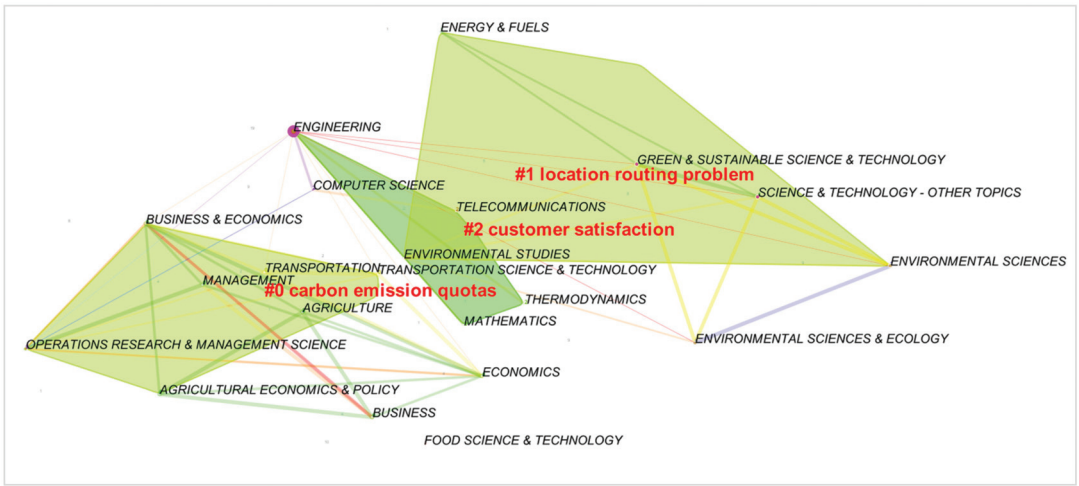 ENERGY & FUELS
ENGINEERING
GREEN & SUSTAINABLE SCIENCE & TECHNOLOGY
#1 location routing problem
COMPUTER SCIENCE
SCIENCE & TECHNOLOGY - OTHER TOPICS
TELECOMMUNICATIONS
BUSINESS & ECONOMICS
#2 customer satisfaction
ENVIRONMENTAL STUDIES
ENVIRONMENTAL SCIENCES
TRANSPORTATION
TRANSPORTATION SCIENCE & TECHNOLOGY
MANAGEMENT
#0 carbon emission quotas
THERMODYNAMICS
AGRICULTURE
MATHEMATICS
ENVIRONMENTAL SCIENCES & ECOLOGY
OPERATIONS RESEARCH & MANAGEMENT SCIENCE
ECONOMICS
AGRICULTURAL ECONOMICS & POLICY
BUSINESS
FOOD SCIENCE & TECHNOLOGY